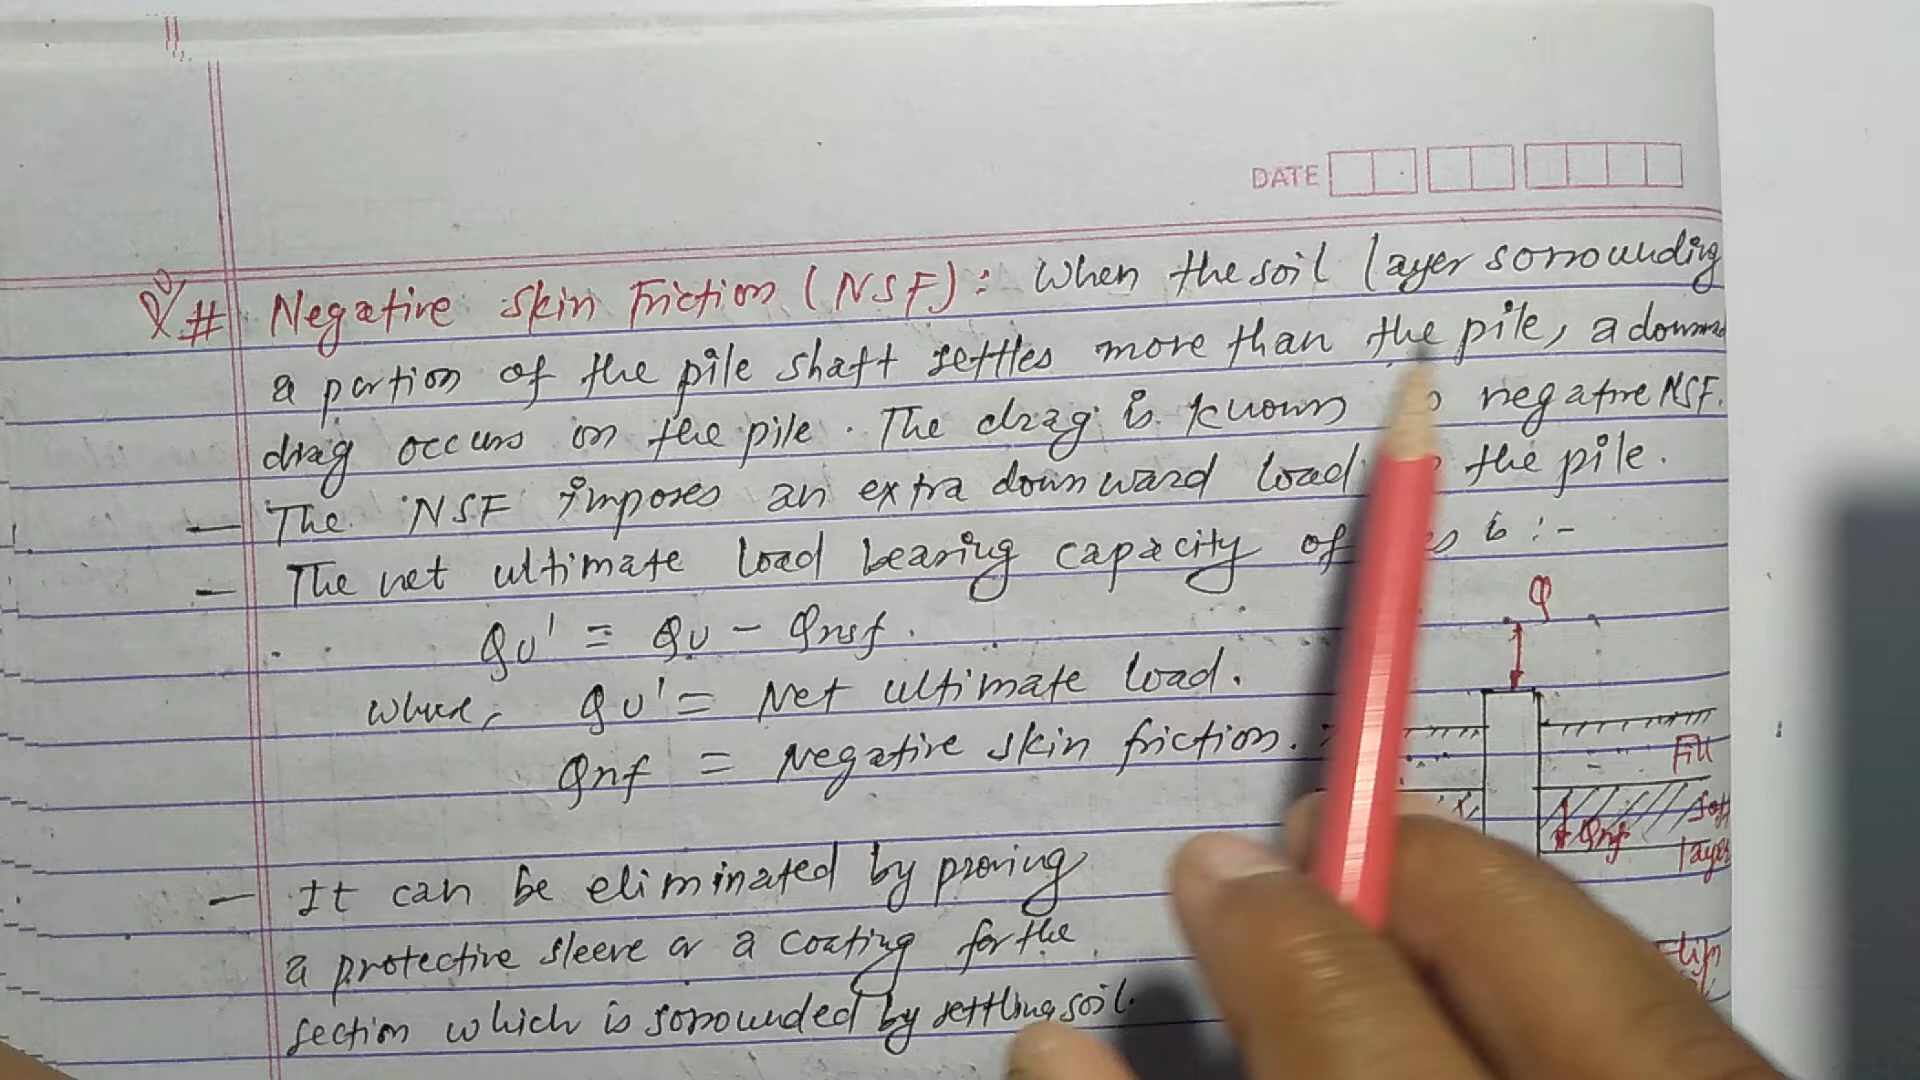 DATE
# Negative Skin Friction (NSF): When the soil layer sorrounding
a portion of the pile shaft settles more than the pile, a
drag occurs on the pile. The drag is known negative NSF.
- The NSF imposes an extra downward load the pile.
- The net ultimate load bearing capacity of is :-
Qu' = Qu - Qnsf.
where, Qu' = Net ultimate load.
Qnf = Negative skin friction.
- It can be eliminated by proving
a protective sleeve or a coating for the
section which is sorrounded by settling soil.
Q
Fill
Qnf
Soft
layer